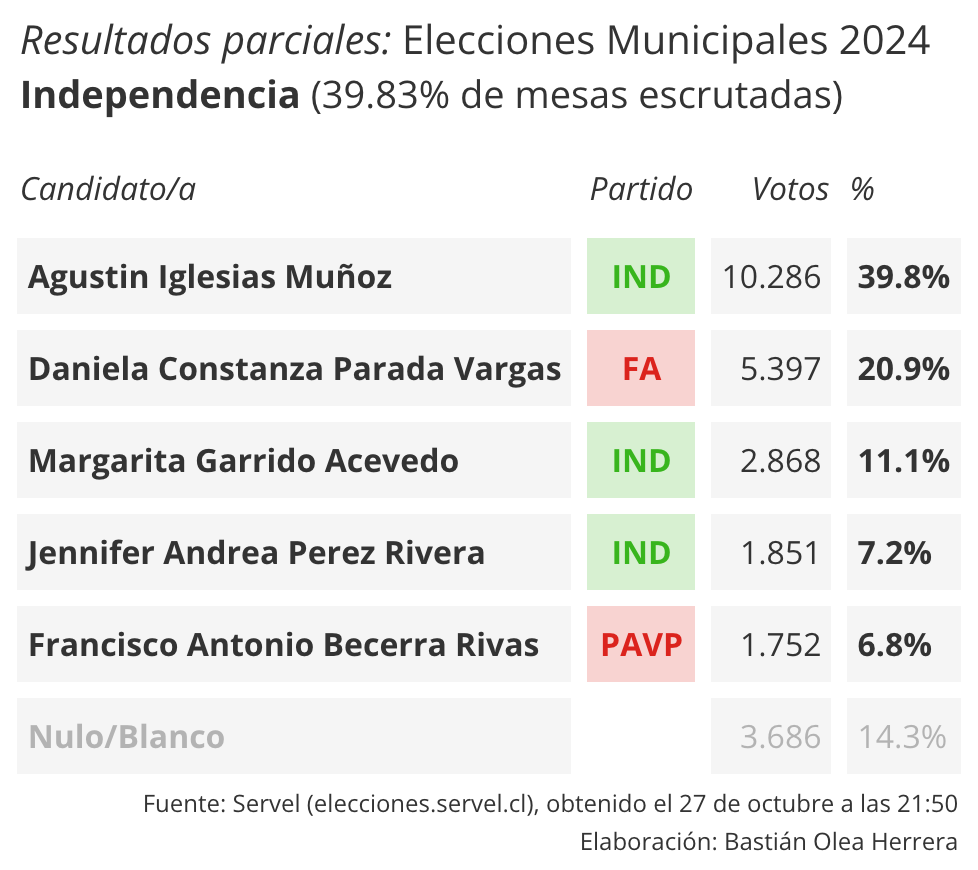 Resultados parciales: Elecciones Municipales 2024
Independencia (39.83% de mesas escrutadas)
Candidato/a Partido Votos %
Agustin Iglesias Muñoz IND 10.286 39.8%
Daniela Constanza Parada Vargas FA 5.397 20.9%
Margarita Garrido Acevedo IND 2.868 11.1%
Jennifer Andrea Perez Rivera IND 1.851 7.2%
Francisco Antonio Becerra Rivas PAVP 1.752 6.8%
Nulo/Blanco 3.686 14.3%
Fuente: Servel (elecciones.servel.cl), obtenido el 27 de octubre a las 21:50
Elaboración: Bastián Olea Herrera